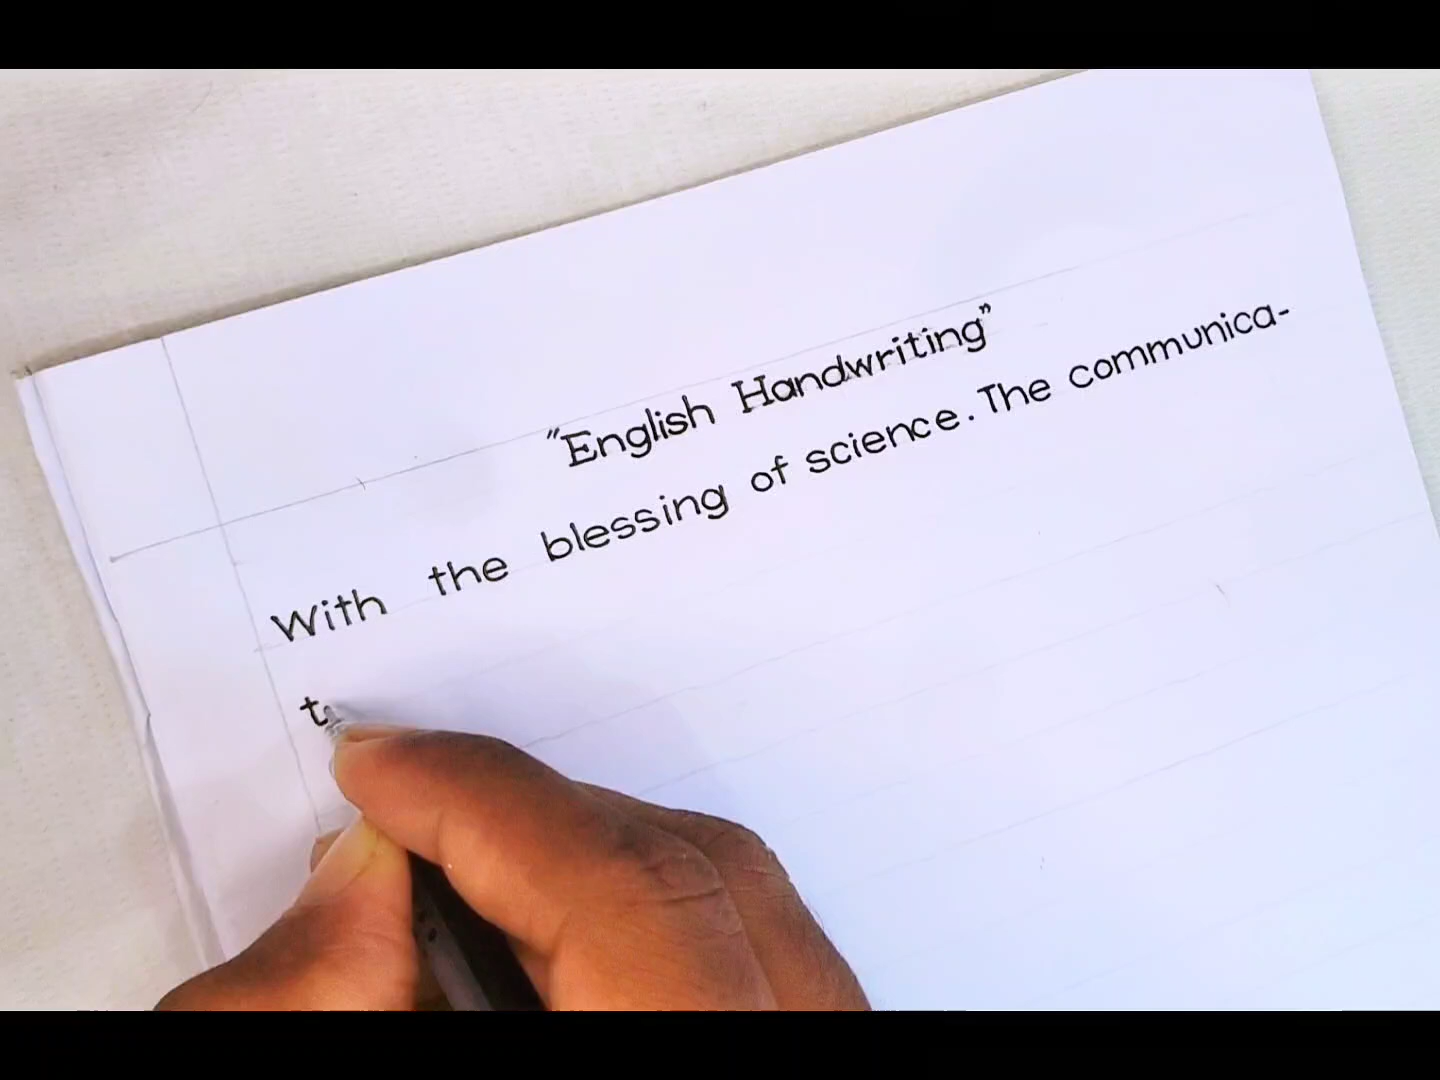 "English Handwriting"
With the blessing of science. The communica-
t